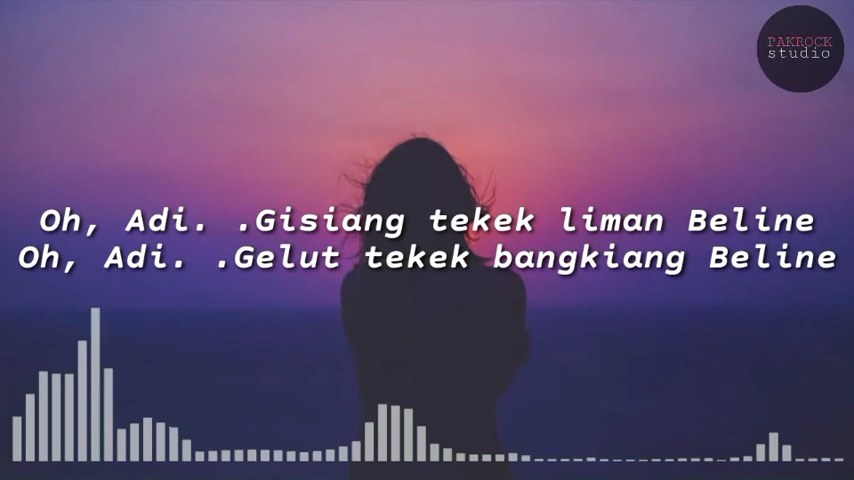 PAKROCK
studio
Oh, Adi. .Gisiang tekek liman Beline
Oh, Adi. .Gelut tekek bangkiang Beline